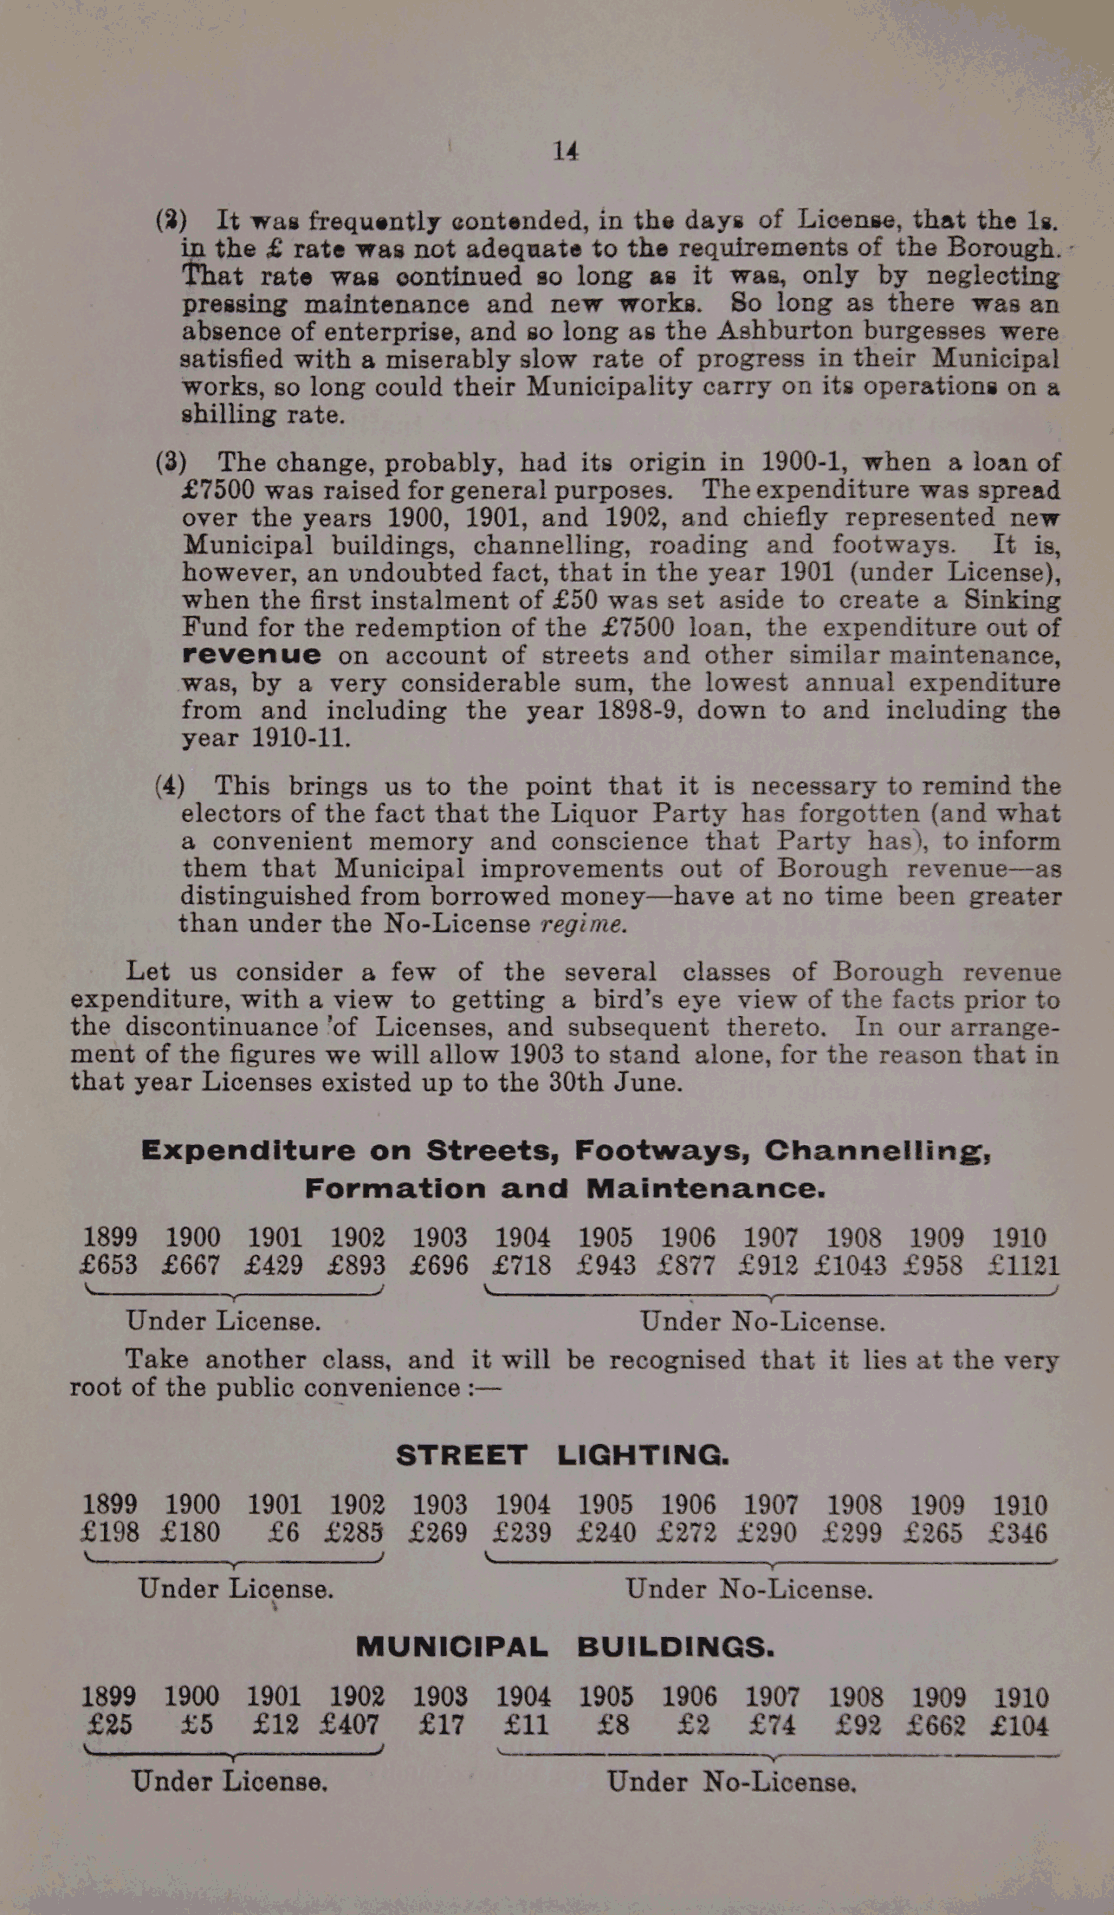 14
(2) It was frequently contended, in the days of License, that the 1s.
in the £ rate was not adequate to the requirements of the Borough.
That rate was continued so long as it was, only by neglecting
pressing maintenance and new works. So long as there was an
absence of enterprise, and so long as the Ashburton burgesses were
satisfied with a miserably slow rate of progress in their Municipal
works, so long could their Municipality carry on its operations on a
shilling rate.
(3) The change, probably, had its origin in 1900-1, when a loan of
£7500 was raised for general purposes. The expenditure was spread
over the years 1900, 1901, and 1902, and chiefly represented new
Municipal buildings, channelling, roading and footways. It is,
however, an undoubted fact, that in the year 1901 (under License),
when the first instalment of £50 was set aside to create a Sinking
Fund for the redemption of the £7500 loan, the expenditure out of
revenue on account of streets and other similar maintenance,
was, by a very considerable sum, the lowest annual expenditure
from and including the year 1898-9, down to and including the
year 1910-11.
(4) This brings us to the point that it is necessary to remind the
electors of the fact that the Liquor Party has forgotten (and what
a convenient memory and conscience that Party has), to inform
them that Municipal improvements out of Borough revenue—as
distinguished from borrowed money—have at no time been greater
than under the No-License regime.
Let us consider a few of the several classes of Borough revenue
expenditure, with a view to getting a bird's eye view of the facts prior to
the discontinuance 'of Licenses, and subsequent thereto. In our arrange-
ment of the figures we will allow 1903 to stand alone, for the reason that in
that year Licenses existed up to the 30th June.
Expenditure on Streets, Footways, Channelling,
Formation and Maintenance.
1899 1900 1901 1902 1903 1904 1905 1906 1907 1908 1909 1910
£653 £667 £429 £893 £696 £718 £943 £877 £912 £1043 £958 £1121
Under License. Under No-License.
Take another class, and it will be recognised that it lies at the very
root of the public convenience :—
STREET LIGHTING.
1899 1900 1901 1902 1903 1904 1905 1906 1907 1908 1909 1910
£198 £180 £6 £285 £269 £239 £240 £272 £290 £299 £265 £346
Under License. Under No-License.
MUNICIPAL BUILDINGS.
1899 1900 1901 1902 1903 1904 1905 1906 1907 1908 1909 1910
£25 £5 £12 £407 £17 £11 £8 £2 £74 £92 £662 £104
Under License. Under No-License.